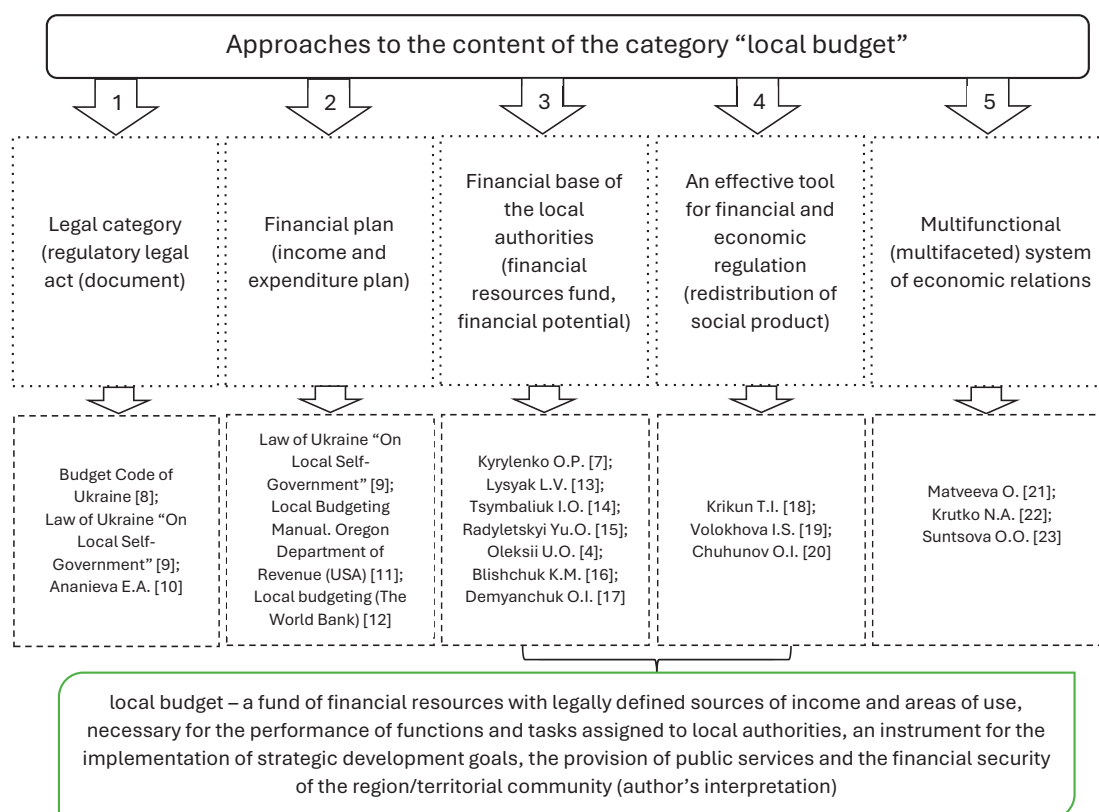 Approaches to the content of the category “local budget”
1
2
3
4
5
Legal category
(regulatory legal
act (document)
Financial plan
(income and
expenditure plan)
Financial base of
the local
authorities
(financial
resources fund,
financial potential)
An effective tool
for financial and
economic
regulation
(redistribution of
social product)
Multifunctional
(multifaceted) system
of economic relations
Budget Code of
Ukraine [8];
Law of Ukraine “On
Local Self-
Government” [9];
Ananieva E.A. [10]
Law of Ukraine “On
Local Self-
Government” [9];
Local Budgeting
Manual. Oregon
Department of
Revenue (USA) [11];
Local budgeting (The
World Bank) [12]
Kyrylenko O.P. [7];
Lysyak L.V. [13];
Tsymbaliuk I.O. [14];
Radyletskyi Yu.O. [15];
Oleksii U.O. [4];
Blishchuk K.M. [16];
Demyanchuk O.I. [17]
Krikun T.I. [18];
Volokhova I.S. [19];
Chuhunov O.I. [20]
Matveeva O. [21];
Krutko N.A. [22];
Suntsova O.O. [23]
local budget – a fund of financial resources with legally defined sources of income and areas of use,
necessary for the performance of functions and tasks assigned to local authorities, an instrument for the
implementation of strategic development goals, the provision of public services and the financial security
of the region/territorial community (author’s interpretation)